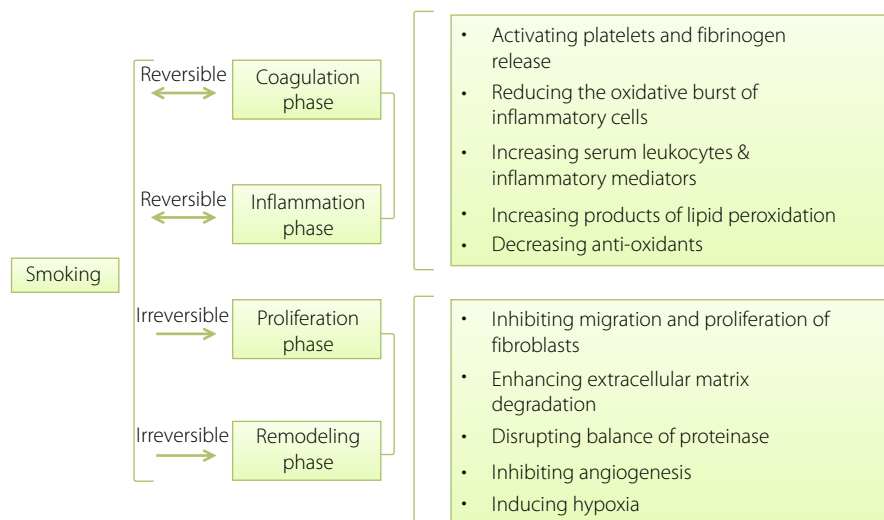 Smoking
Reversible
Coagulation
phase
Reversible
Inflammation
phase
Irreversible
Proliferation
phase
Irreversible
Remodeling
phase
• Activating platelets and fibrinogen
release
• Reducing the oxidative burst of
inflammatory cells
• Increasing serum leukocytes &
inflammatory mediators
• Increasing products of lipid peroxidation
• Decreasing anti-oxidants
• Inhibiting migration and proliferation of
fibroblasts
• Enhancing extracellular matrix
degradation
• Disrupting balance of proteinase
• Inhibiting angiogenesis
• Inducing hypoxia